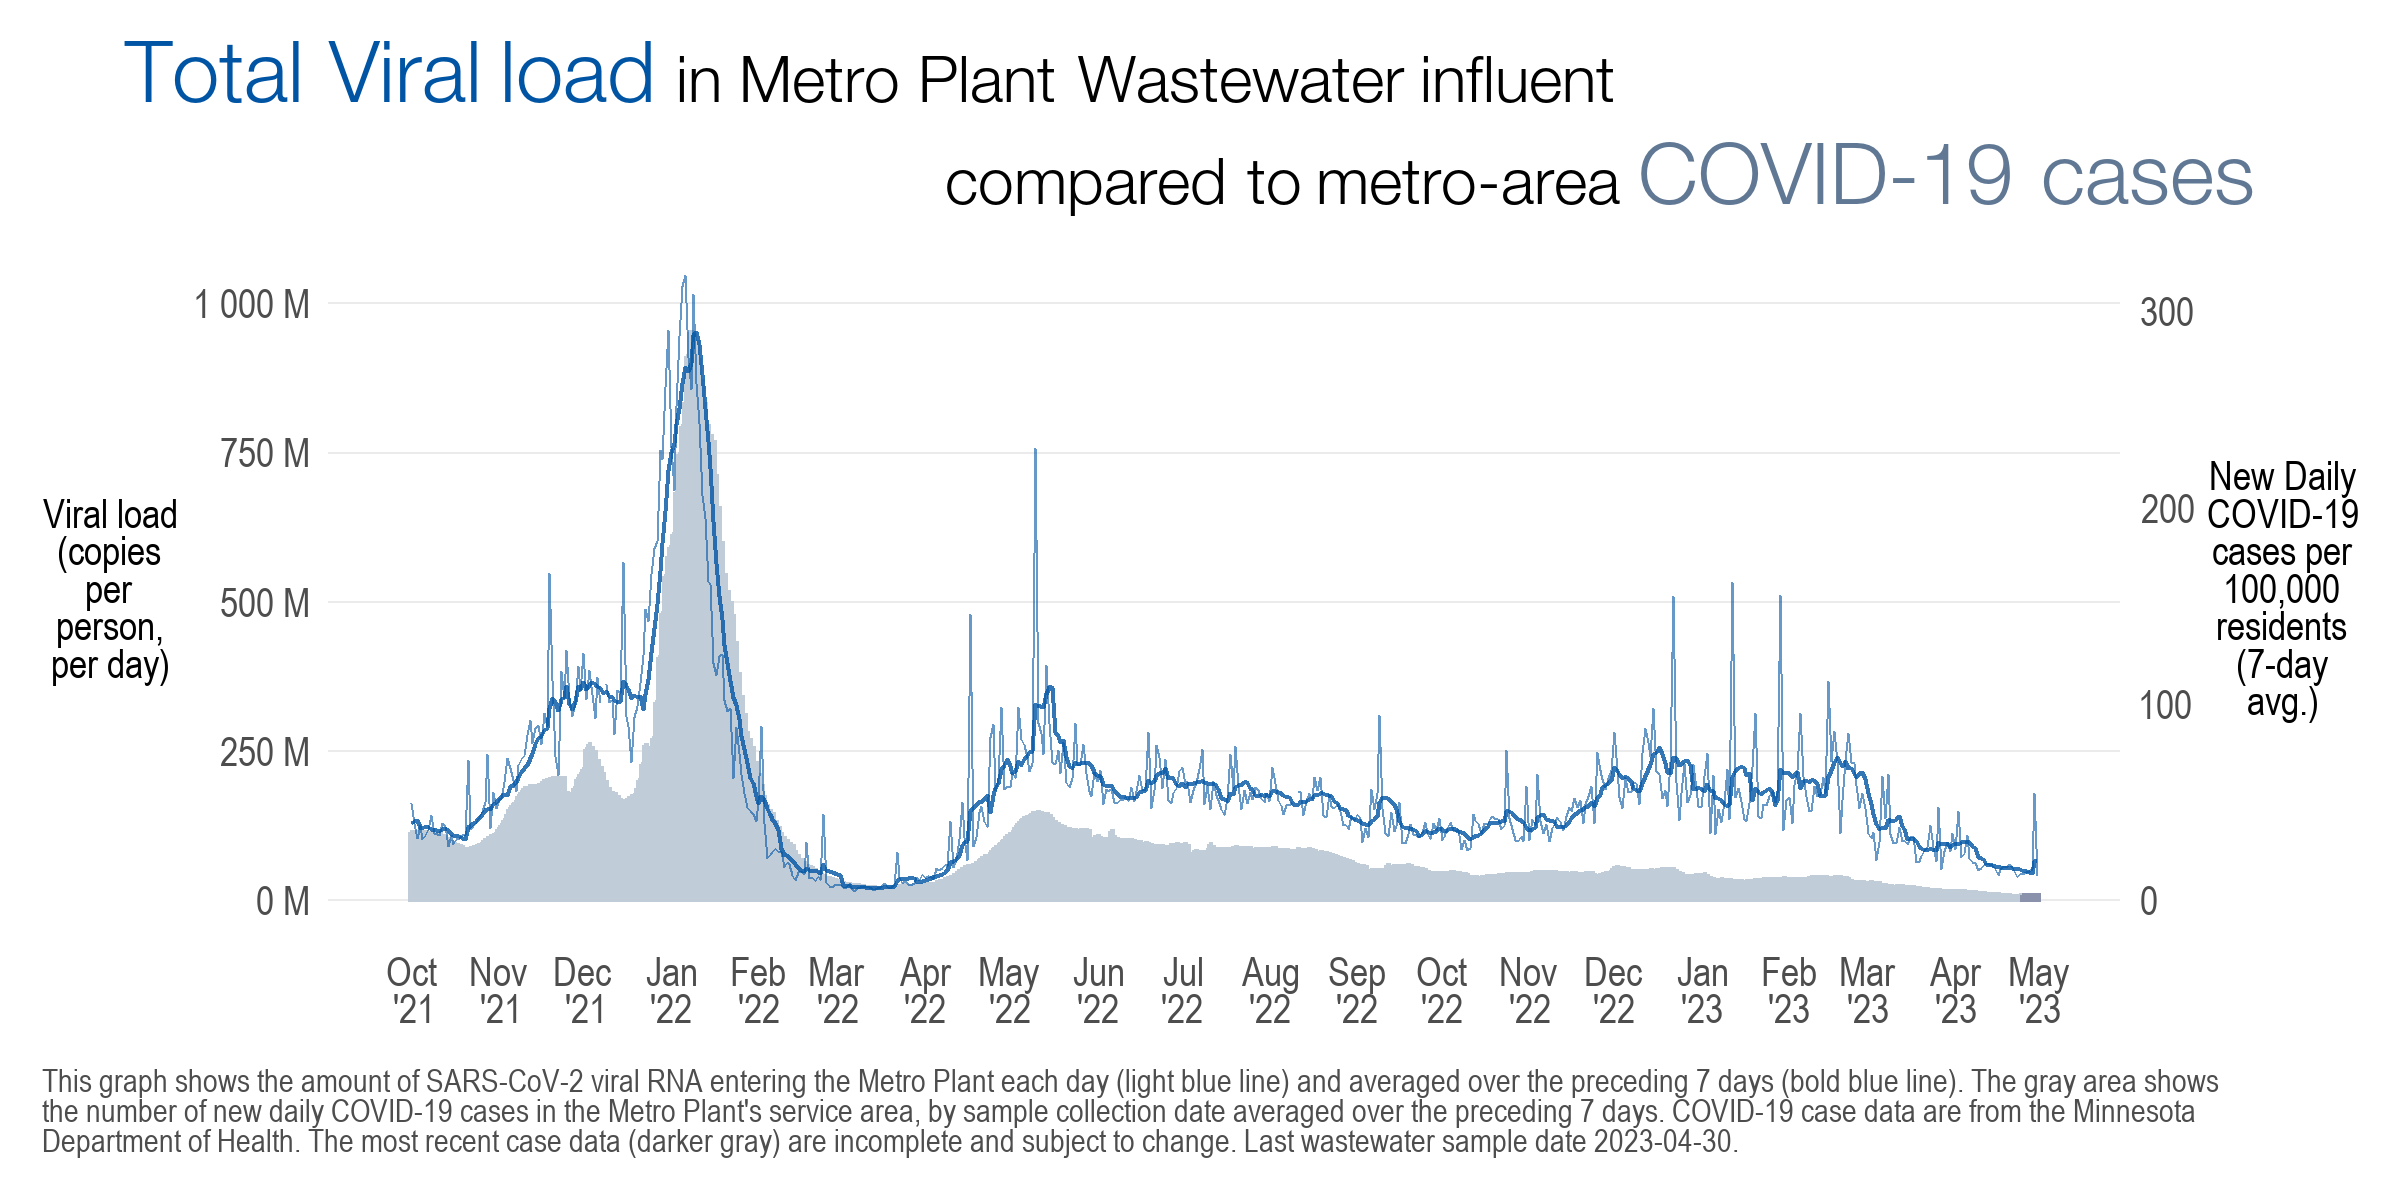 Total Viral load in Metro Plant Wastewater influent
compared to metro-area COVID-19 cases
1 000 M
750 M
500 M
250 M
0 M
Viral load
(copies
per
person,
per day)
300
200
100
0
New Daily
COVID-19
cases per
100,000
residents
(7-day
avg.)
Oct Nov Dec Jan Feb Mar Apr May Jun Jul Aug Sep Oct Nov Dec Jan Feb Mar Apr May
'21 '21 '21 '22 '22 '22 '22 '22 '22 '22 '22 '22 '22 '22 '22 '23 '23 '23 '23 '23
This graph shows the amount of SARS-CoV-2 viral RNA entering the Metro Plant each day (light blue line) and averaged over the preceding 7 days (bold blue line). The gray area shows
the number of new daily COVID-19 cases in the Metro Plant's service area, by sample collection date averaged over the preceding 7 days. COVID-19 case data are from the Minnesota
Department of Health. The most recent case data (darker gray) are incomplete and subject to change. Last wastewater sample date 2023-04-30.